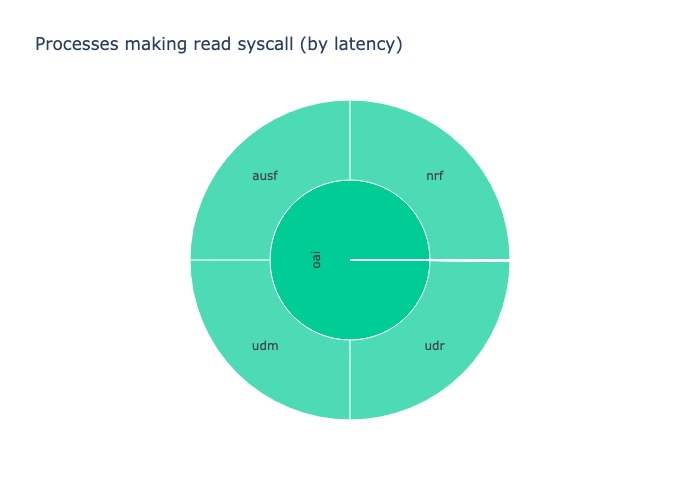 Processes making read syscall (by latency)
ausf
nrf
oai
udm
udr